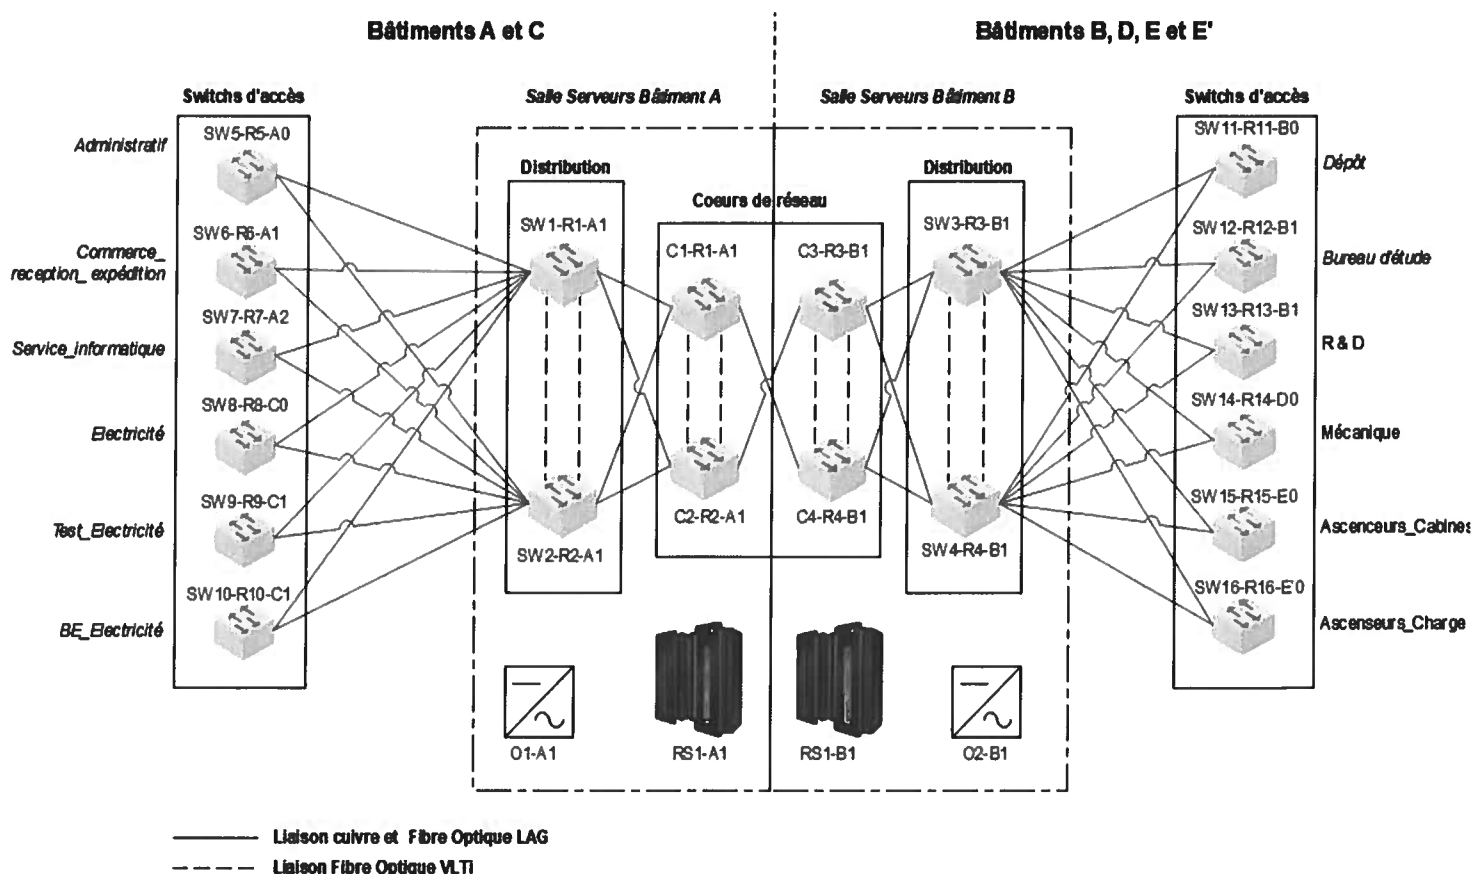 Bâtiments A et C
Bâtiments B, D, E et E'
Switchs d'accès
Salle Serveurs Bâtiment A
Salle Serveurs Bâtiment B
Switchs d'accès
Administratif
SW5-R5-A0
Commerce_
reception_expédition
SW6-R6-A1
Service_informatique
SW7-R7-A2
Electricité
SW8-R8-C0
Test_Electricité
SW9-R9-C1
BE_Electricité
SW10-R10-C1
Distribution
SW1-R1-A1
SW2-R2-A1
Coeurs de réseau
C1-R1-A1
C3-R3-B1
C2-R2-A1
C4-R4-B1
Distribution
SW3-R3-B1
SW4-R4-B1
SW11-R11-B0
Dépôt
SW12-R12-B1
Bureau d'étude
SW13-R13-B1
R & D
SW14-R14-D0
Mécanique
SW15-R15-E0
Ascenceurs_Cabines
SW16-R16-E'0
Ascenseurs_Charge
O1-A1
RS1-A1
RS1-B1
O2-B1
Liaison cuivre et Fibre Optique LAG
Liaison Fibre Optique VLTi